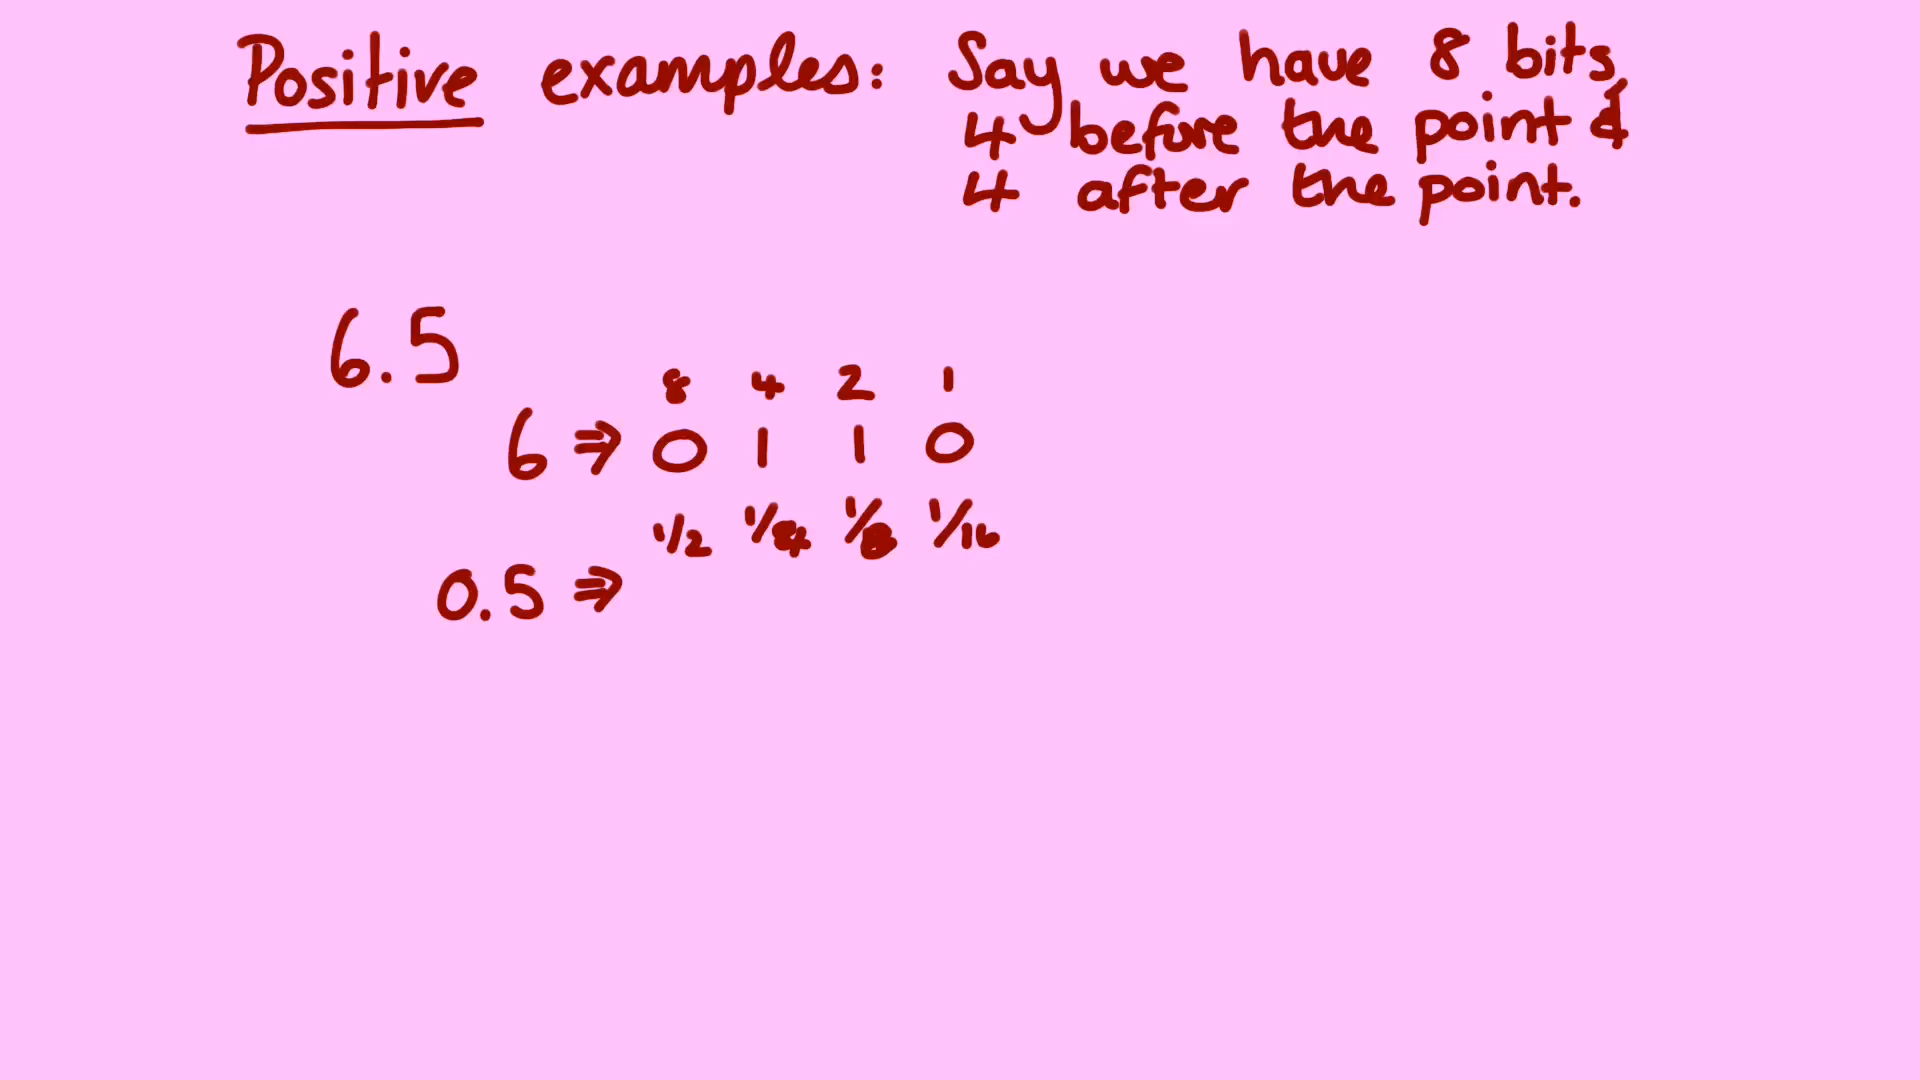 Positive examples: Say we have 8 bits,
4 before the point &
4 after the point.
6.5
8 4 2 1
6 ⇒ 0 1 1 0
1/2 1/4 1/8 1/16
0.5 ⇒